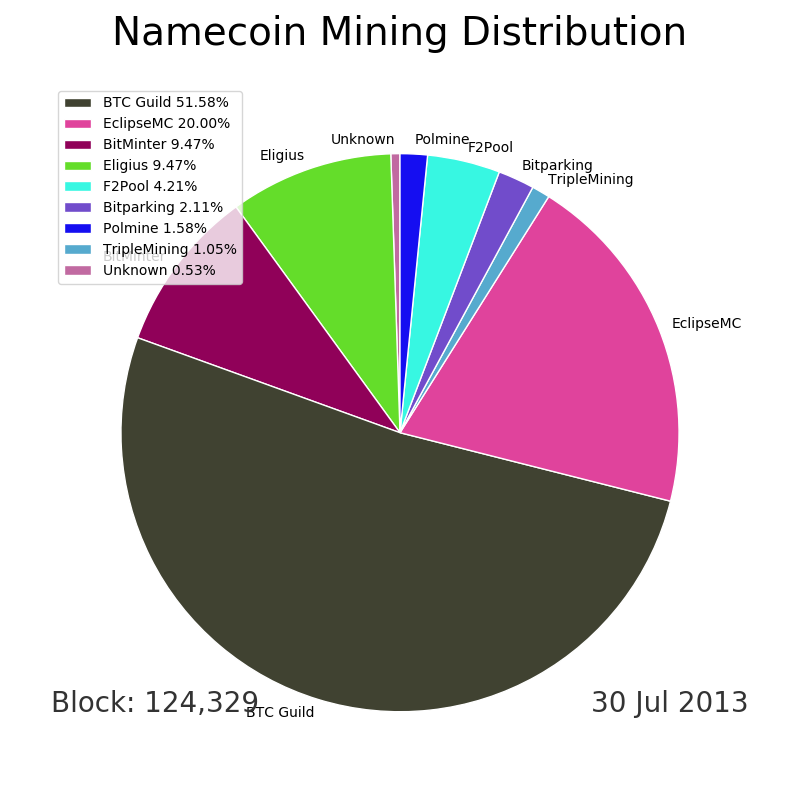 Namecoin Mining Distribution
BTC Guild 51.58%
EclipseMC 20.00%
BitMinter 9.47%
Eligius 9.47%
F2Pool 4.21%
Bitparking 2.11%
Polmine 1.58%
TripleMining 1.05%
Unknown 0.53%
Unknown
Polmine
F2Pool
Eligius
Bitparking
TripleMining
BitMinter
EclipseMC
Block: 124,329
30 Jul 2013
BTC Guild